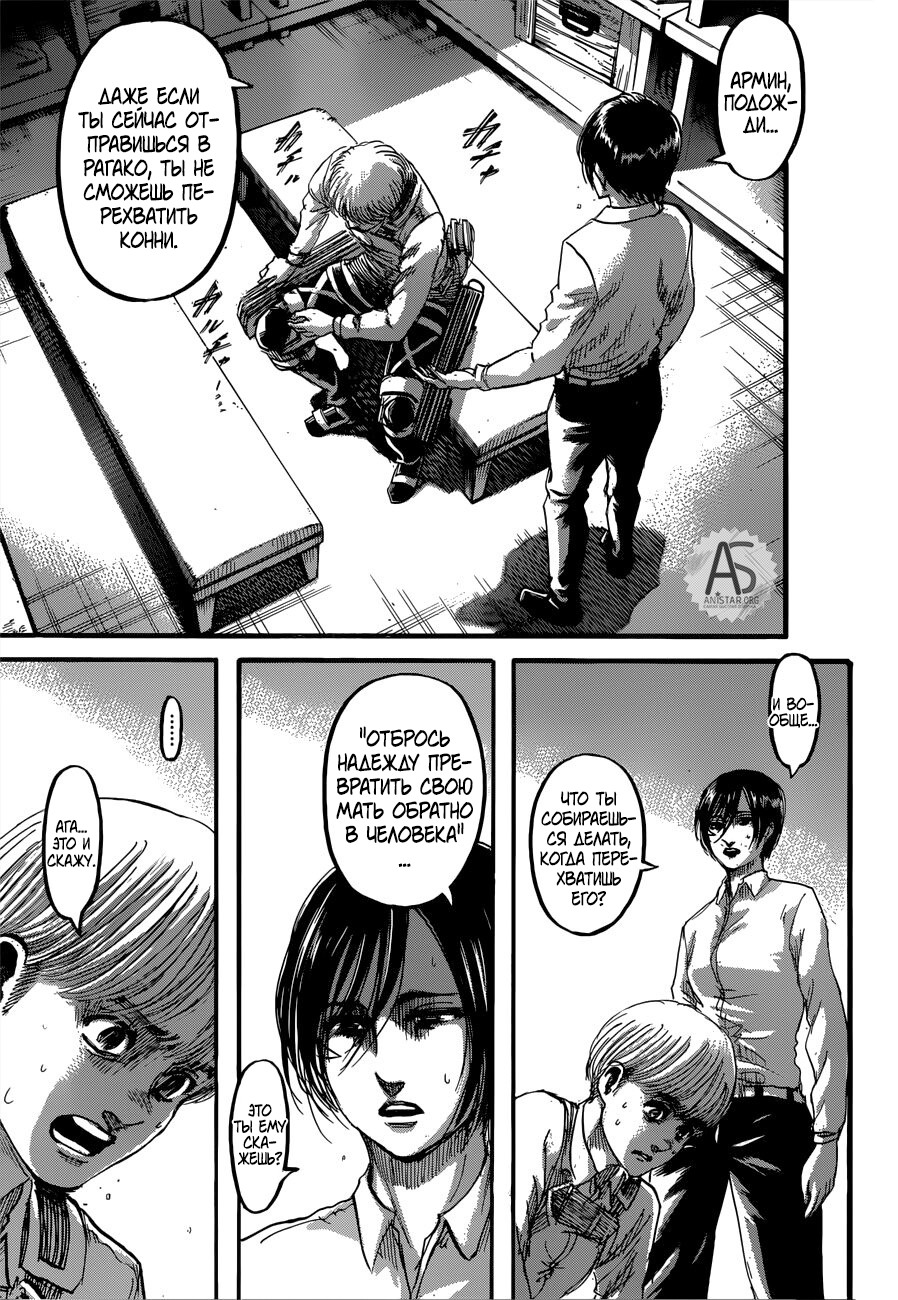 АРМИН,
ПОДОЖ-
ДИ...
ДАЖЕ ЕСЛИ
ТЫ СЕЙЧАС ОТ-
ПРАВИШЬСЯ В
РАГАКО, ТЫ НЕ
СМОЖЕШЬ ПЕ-
РЕХВАТИТЬ
КОННИ.
AS
ANISTAR.ORG
И ВО-
ОБЩЕ...
ЧТО ТЫ
СОБИРАЕШЬ-
СЯ ДЕЛАТЬ,
КОГДА ПЕРЕ-
ХВАТИШЬ
ЕГО?
"ОТБРОСЬ
НАДЕЖДУ ПРЕ-
ВРАТИТЬ СВОЮ
МАТЬ ОБРАТНО
В ЧЕЛОВЕКА"
...
ЭТО
ТЫ ЕМУ
СКА-
ЖЕШЬ?
......
АГА...
ЭТО И
СКАЖУ.